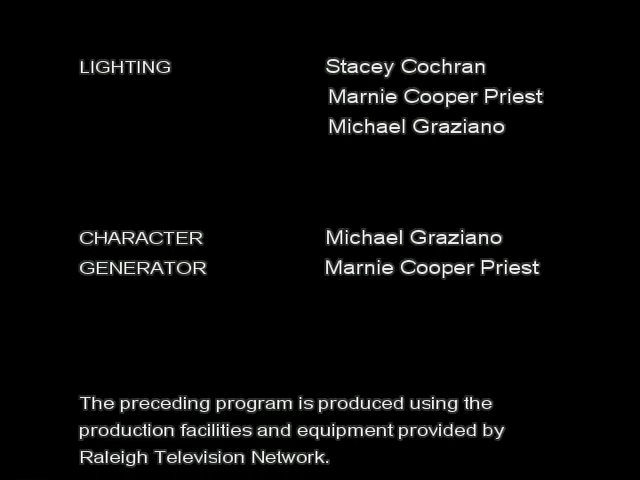 LIGHTING Stacey Cochran
Marnie Cooper Priest
Michael Graziano
CHARACTER Michael Graziano
GENERATOR Marnie Cooper Priest
The preceding program is produced using the
production facilities and equipment provided by
Raleigh Television Network.